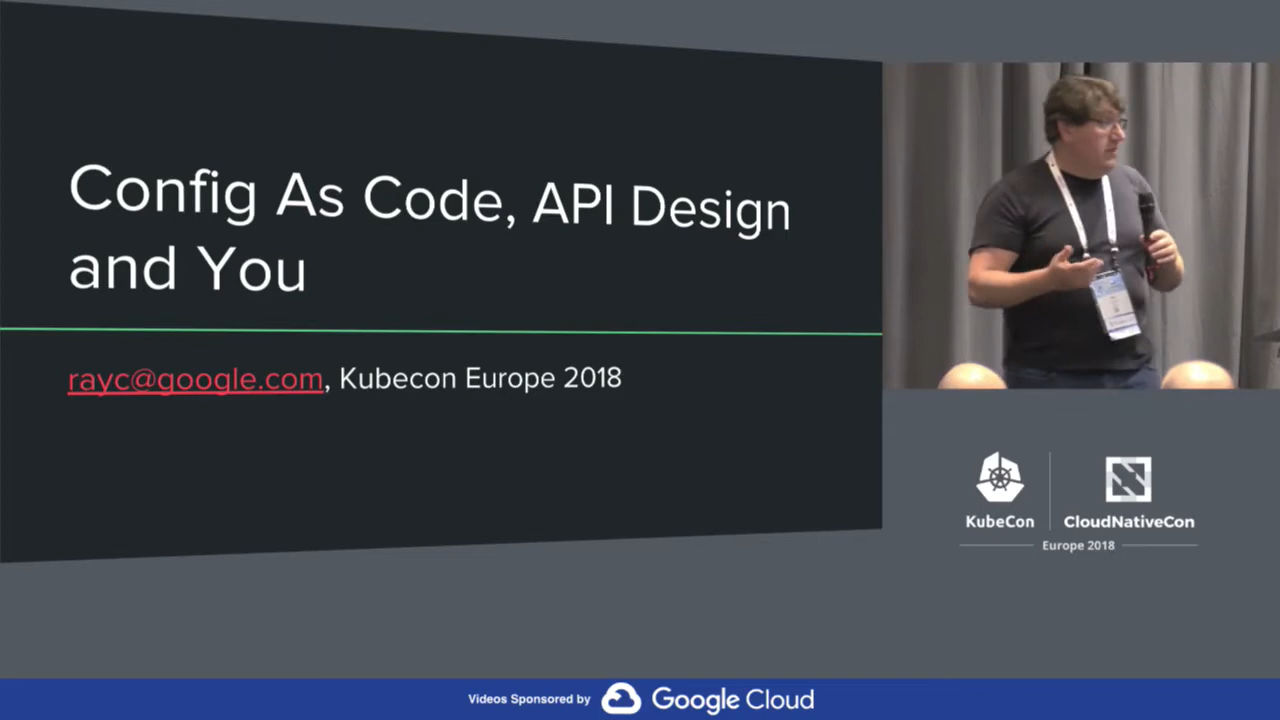 Config As Code, API Design
and You
rayc@google.com, Kubecon Europe 2018
KubeCon
CloudNativeCon
Europe 2018
Videos Sponsored by Google Cloud